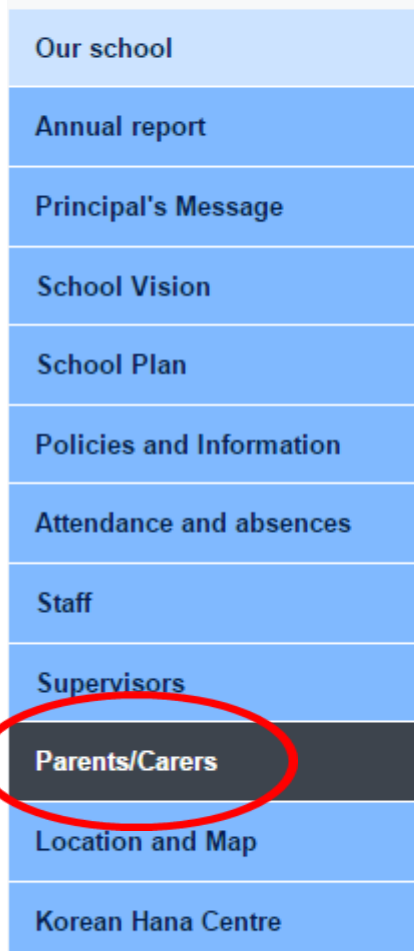 Our school
Annual report
Principal's Message
School Vision
School Plan
Policies and Information
Attendance and absences
Staff
Supervisors
Parents/Carers
Location and Map
Korean Hana Centre